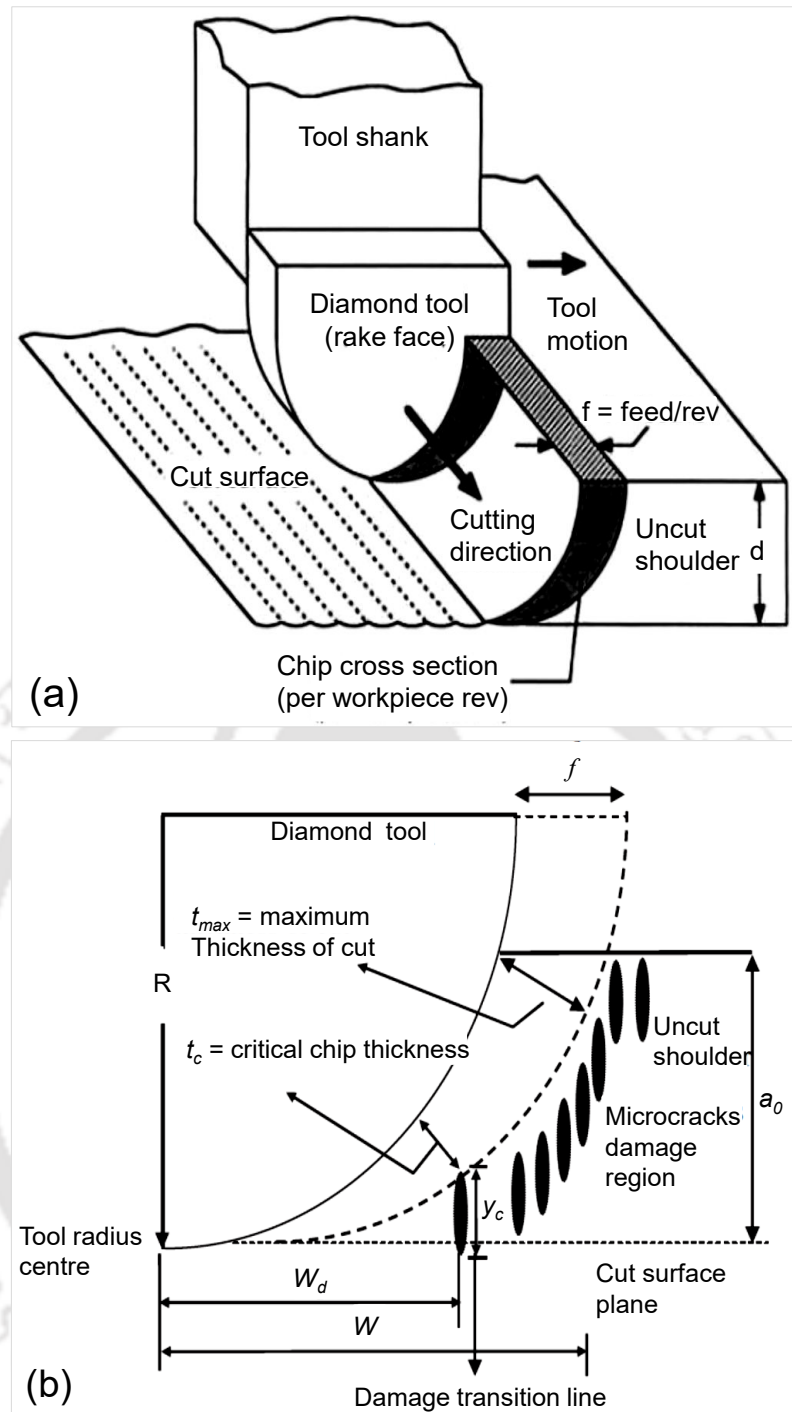 Tool shank
Diamond tool
(rake face)
Tool
motion
f = feed/rev
Cut surface
Cutting
direction
Uncut
shoulder
d
Chip cross section
(per workpiece rev)
(a)
f
Diamond tool
t_max = maximum
Thickness of cut
R
t_c = critical chip thickness
Uncut
shoulder
a_0
Microcracks
damage
region
y_c
Tool radius
centre
W_d
Cut surface
plane
W
(b)
Damage transition line